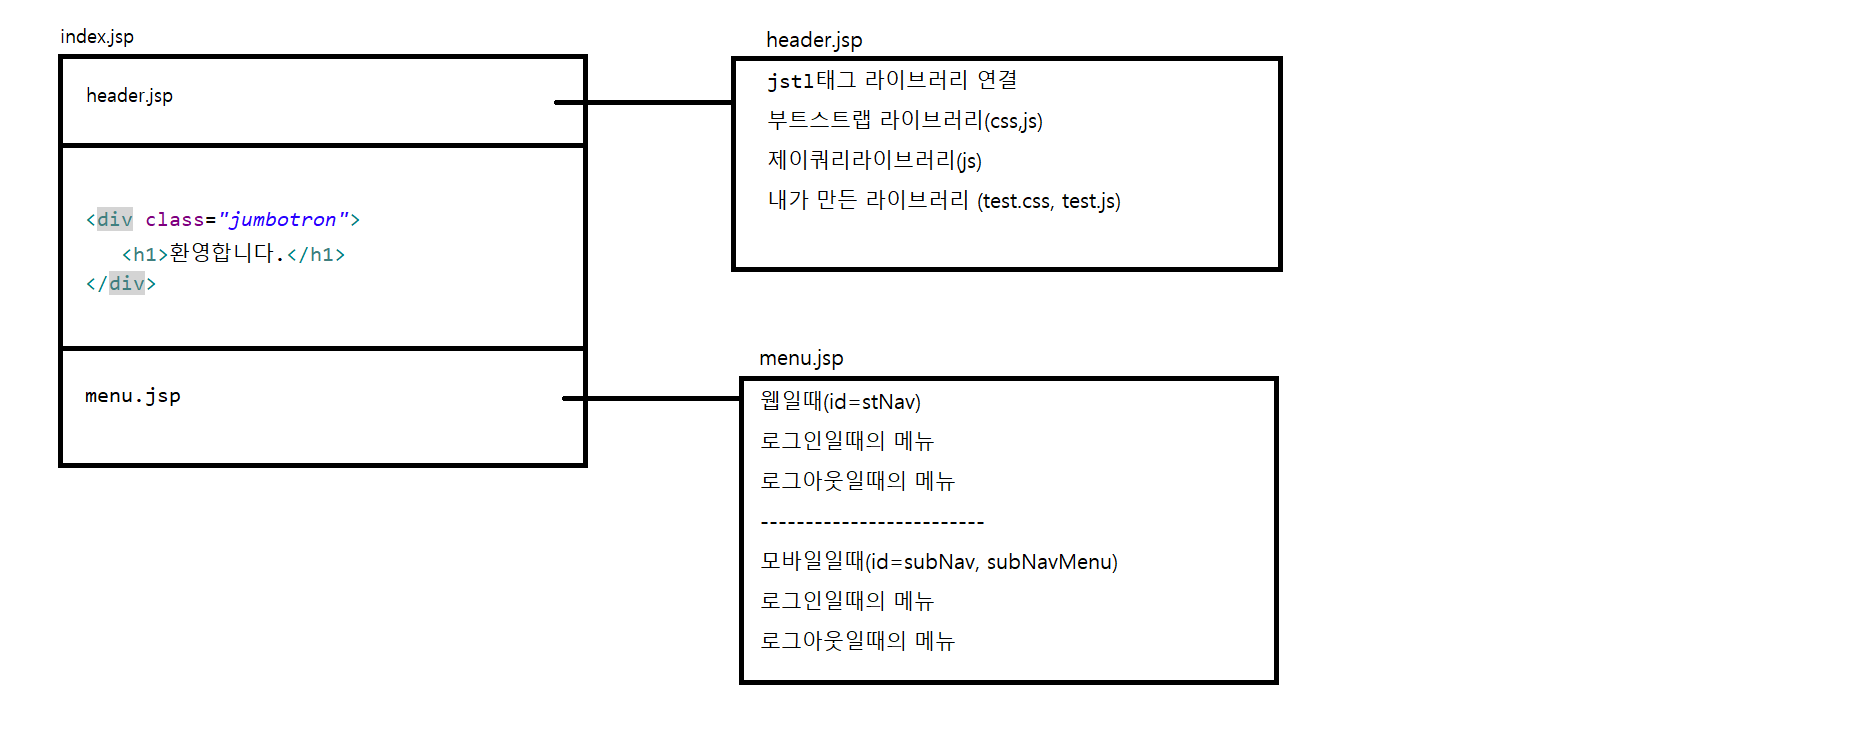 index.jsp
header.jsp
<div class="jumbotron">
<h1>환영합니다.</h1>
</div>
menu.jsp
header.jsp
jstl태그 라이브러리 연결
부트스트랩 라이브러리(css,js)
제이쿼리라이브러리(js)
내가 만든 라이브러리 (test.css, test.js)
menu.jsp
웹일때(id=stNav)
로그인일때의 메뉴
로그아웃일때의 메뉴
-------------------------
모바일일때(id=subNav, subNavMenu)
로그인일때의 메뉴
로그아웃일때의 메뉴